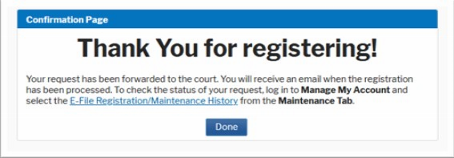 Confirmation Page
Thank You for registering!
Your request has been forwarded to the court. You will receive an email when the registration
has been processed. To check the status of your request, log in to Manage My Account and
select the E-File Registration/Maintenance History from the Maintenance Tab.
Done